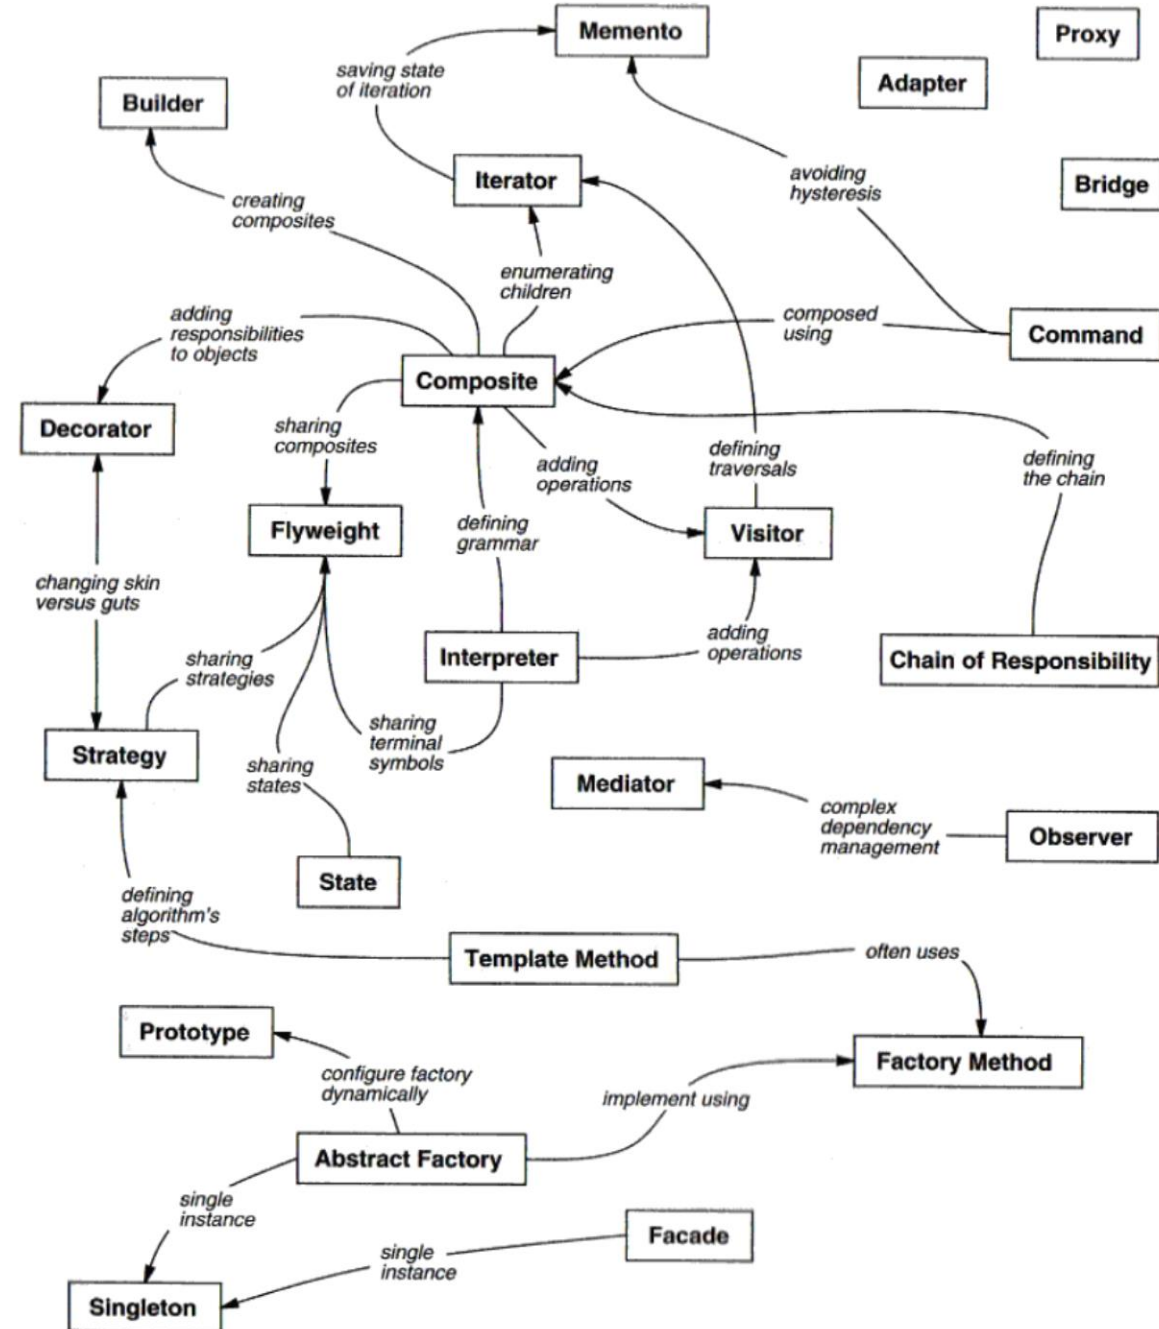 Memento
Proxy
Adapter
saving state
of iteration
Builder
Iterator
avoiding
hysteresis
Bridge
creating
composites
enumerating
children
adding
responsibilities
to objects
composed
using
Command
Composite
Decorator
sharing
composites
adding
operations
defining
traversals
defining
the chain
Flyweight
defining
grammar
Visitor
changing skin
versus guts
sharing
strategies
Interpreter
adding
operations
Chain of Responsibility
Strategy
sharing
terminal
symbols
sharing
states
Mediator
complex
dependency
management
Observer
State
defining
algorithm's
steps
Template Method
often uses
Prototype
Factory Method
configure factory
dynamically
implement using
Abstract Factory
single
instance
Facade
single
instance
Singleton